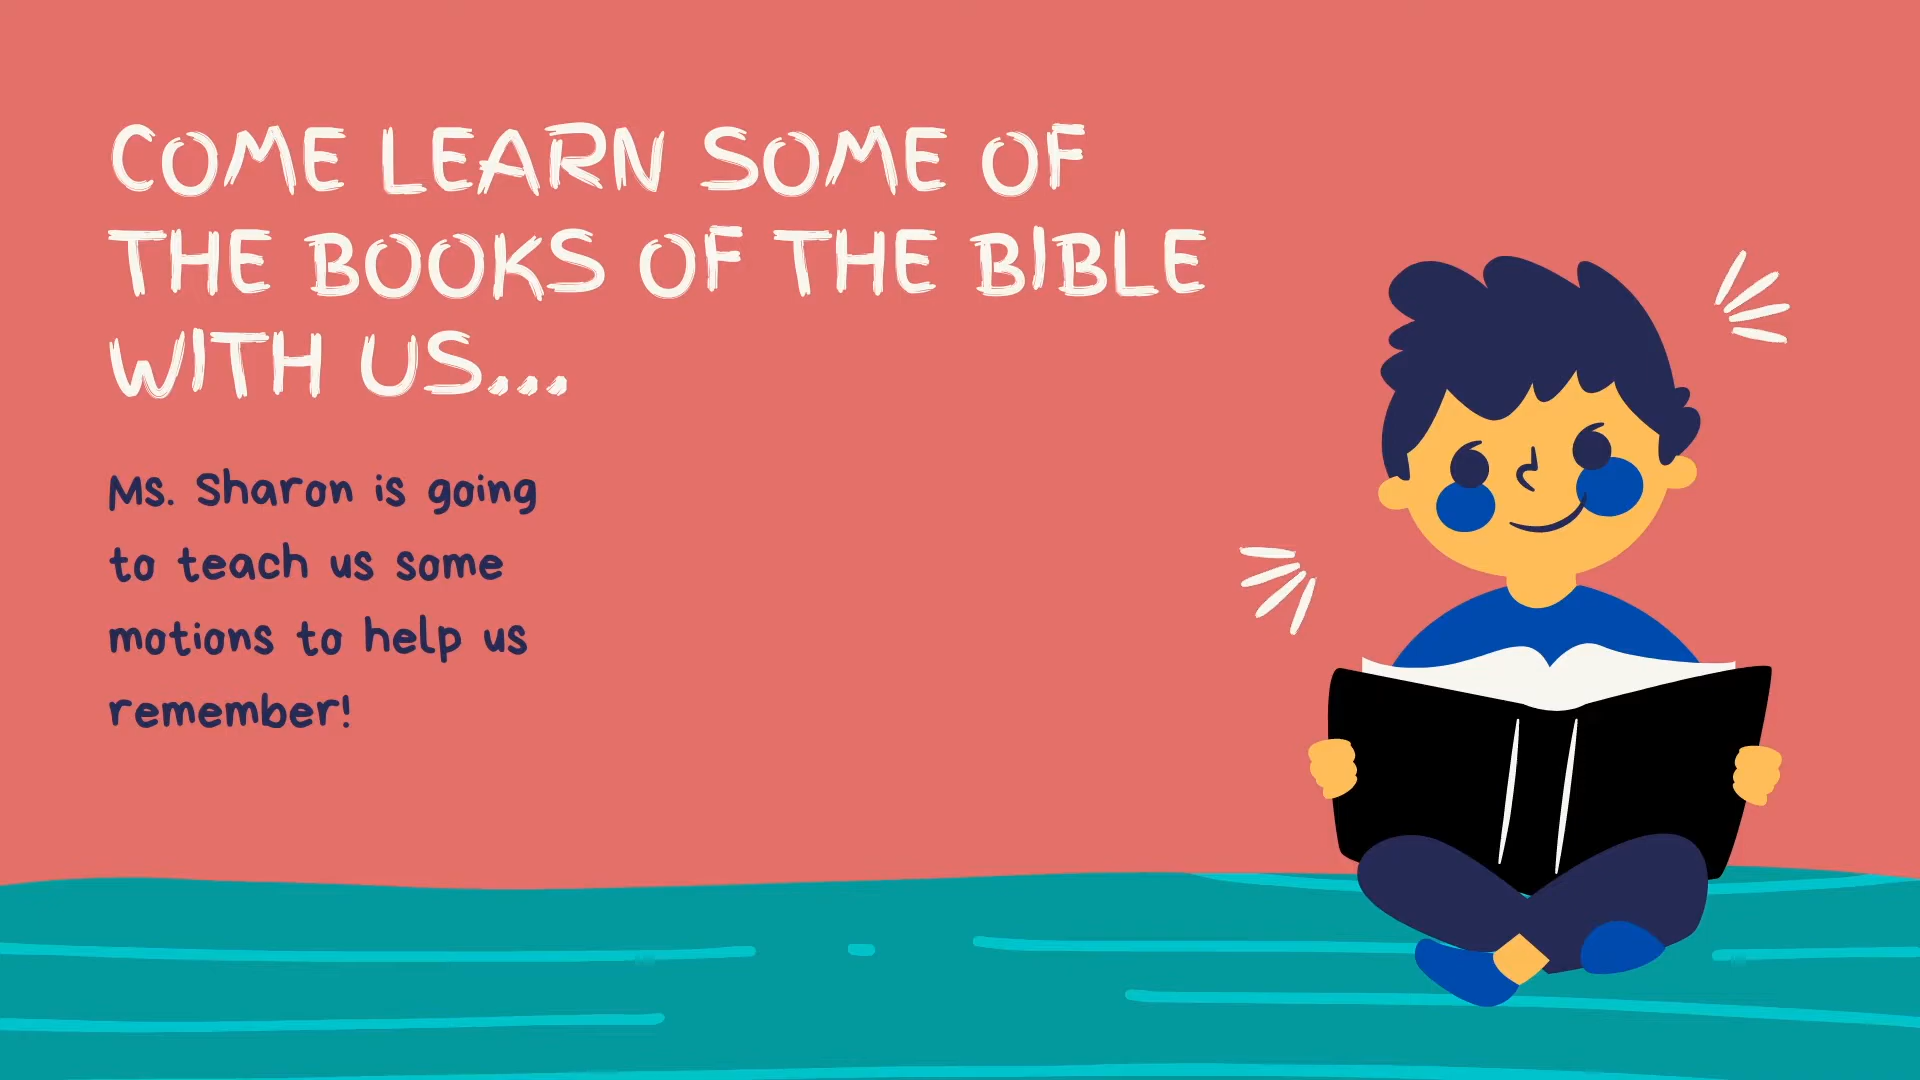 COME LEARN SOME OF
THE BOOKS OF THE BIBLE
WITH US...
Ms. Sharon is going
to teach us some
motions to help us
remember!